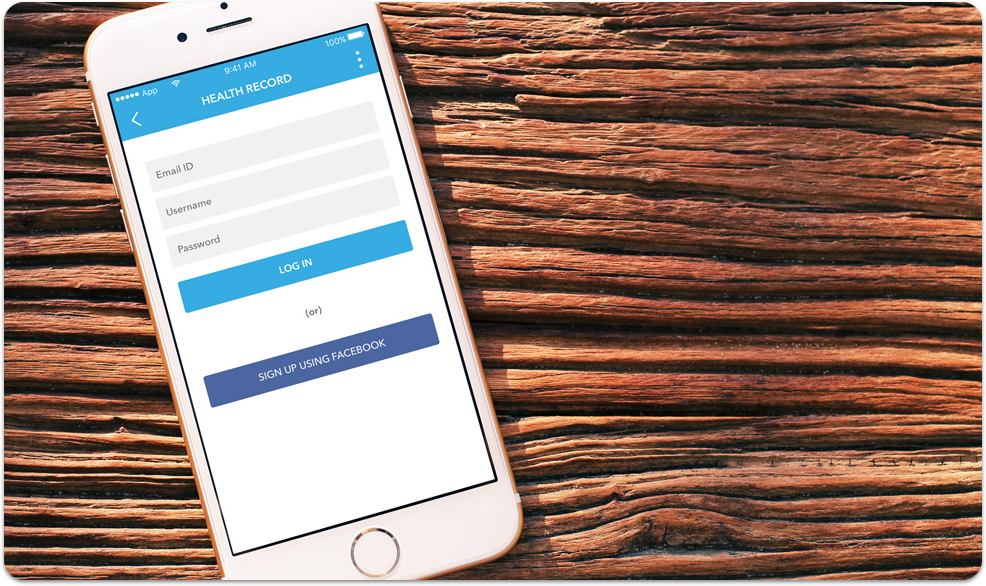 App 9:41 AM 100%
HEALTH RECORD
Email ID
Username
Password
LOG IN
(or)
SIGN UP USING FACEBOOK